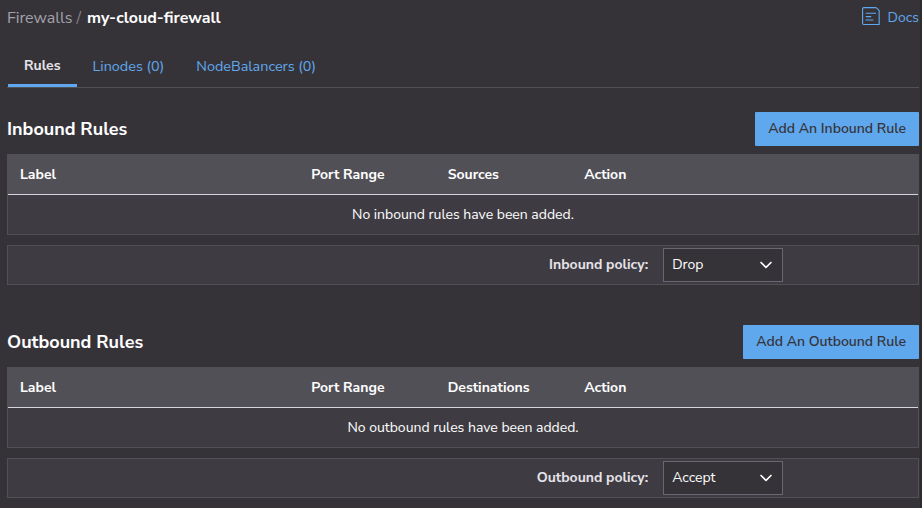 Firewalls / my-cloud-firewall Docs
Rules Linodes (0) NodeBalancers (0)
Inbound Rules Add An Inbound Rule
Label Port Range Sources Action
No inbound rules have been added.
Inbound policy: Drop
Outbound Rules Add An Outbound Rule
Label Port Range Destinations Action
No outbound rules have been added.
Outbound policy: Accept